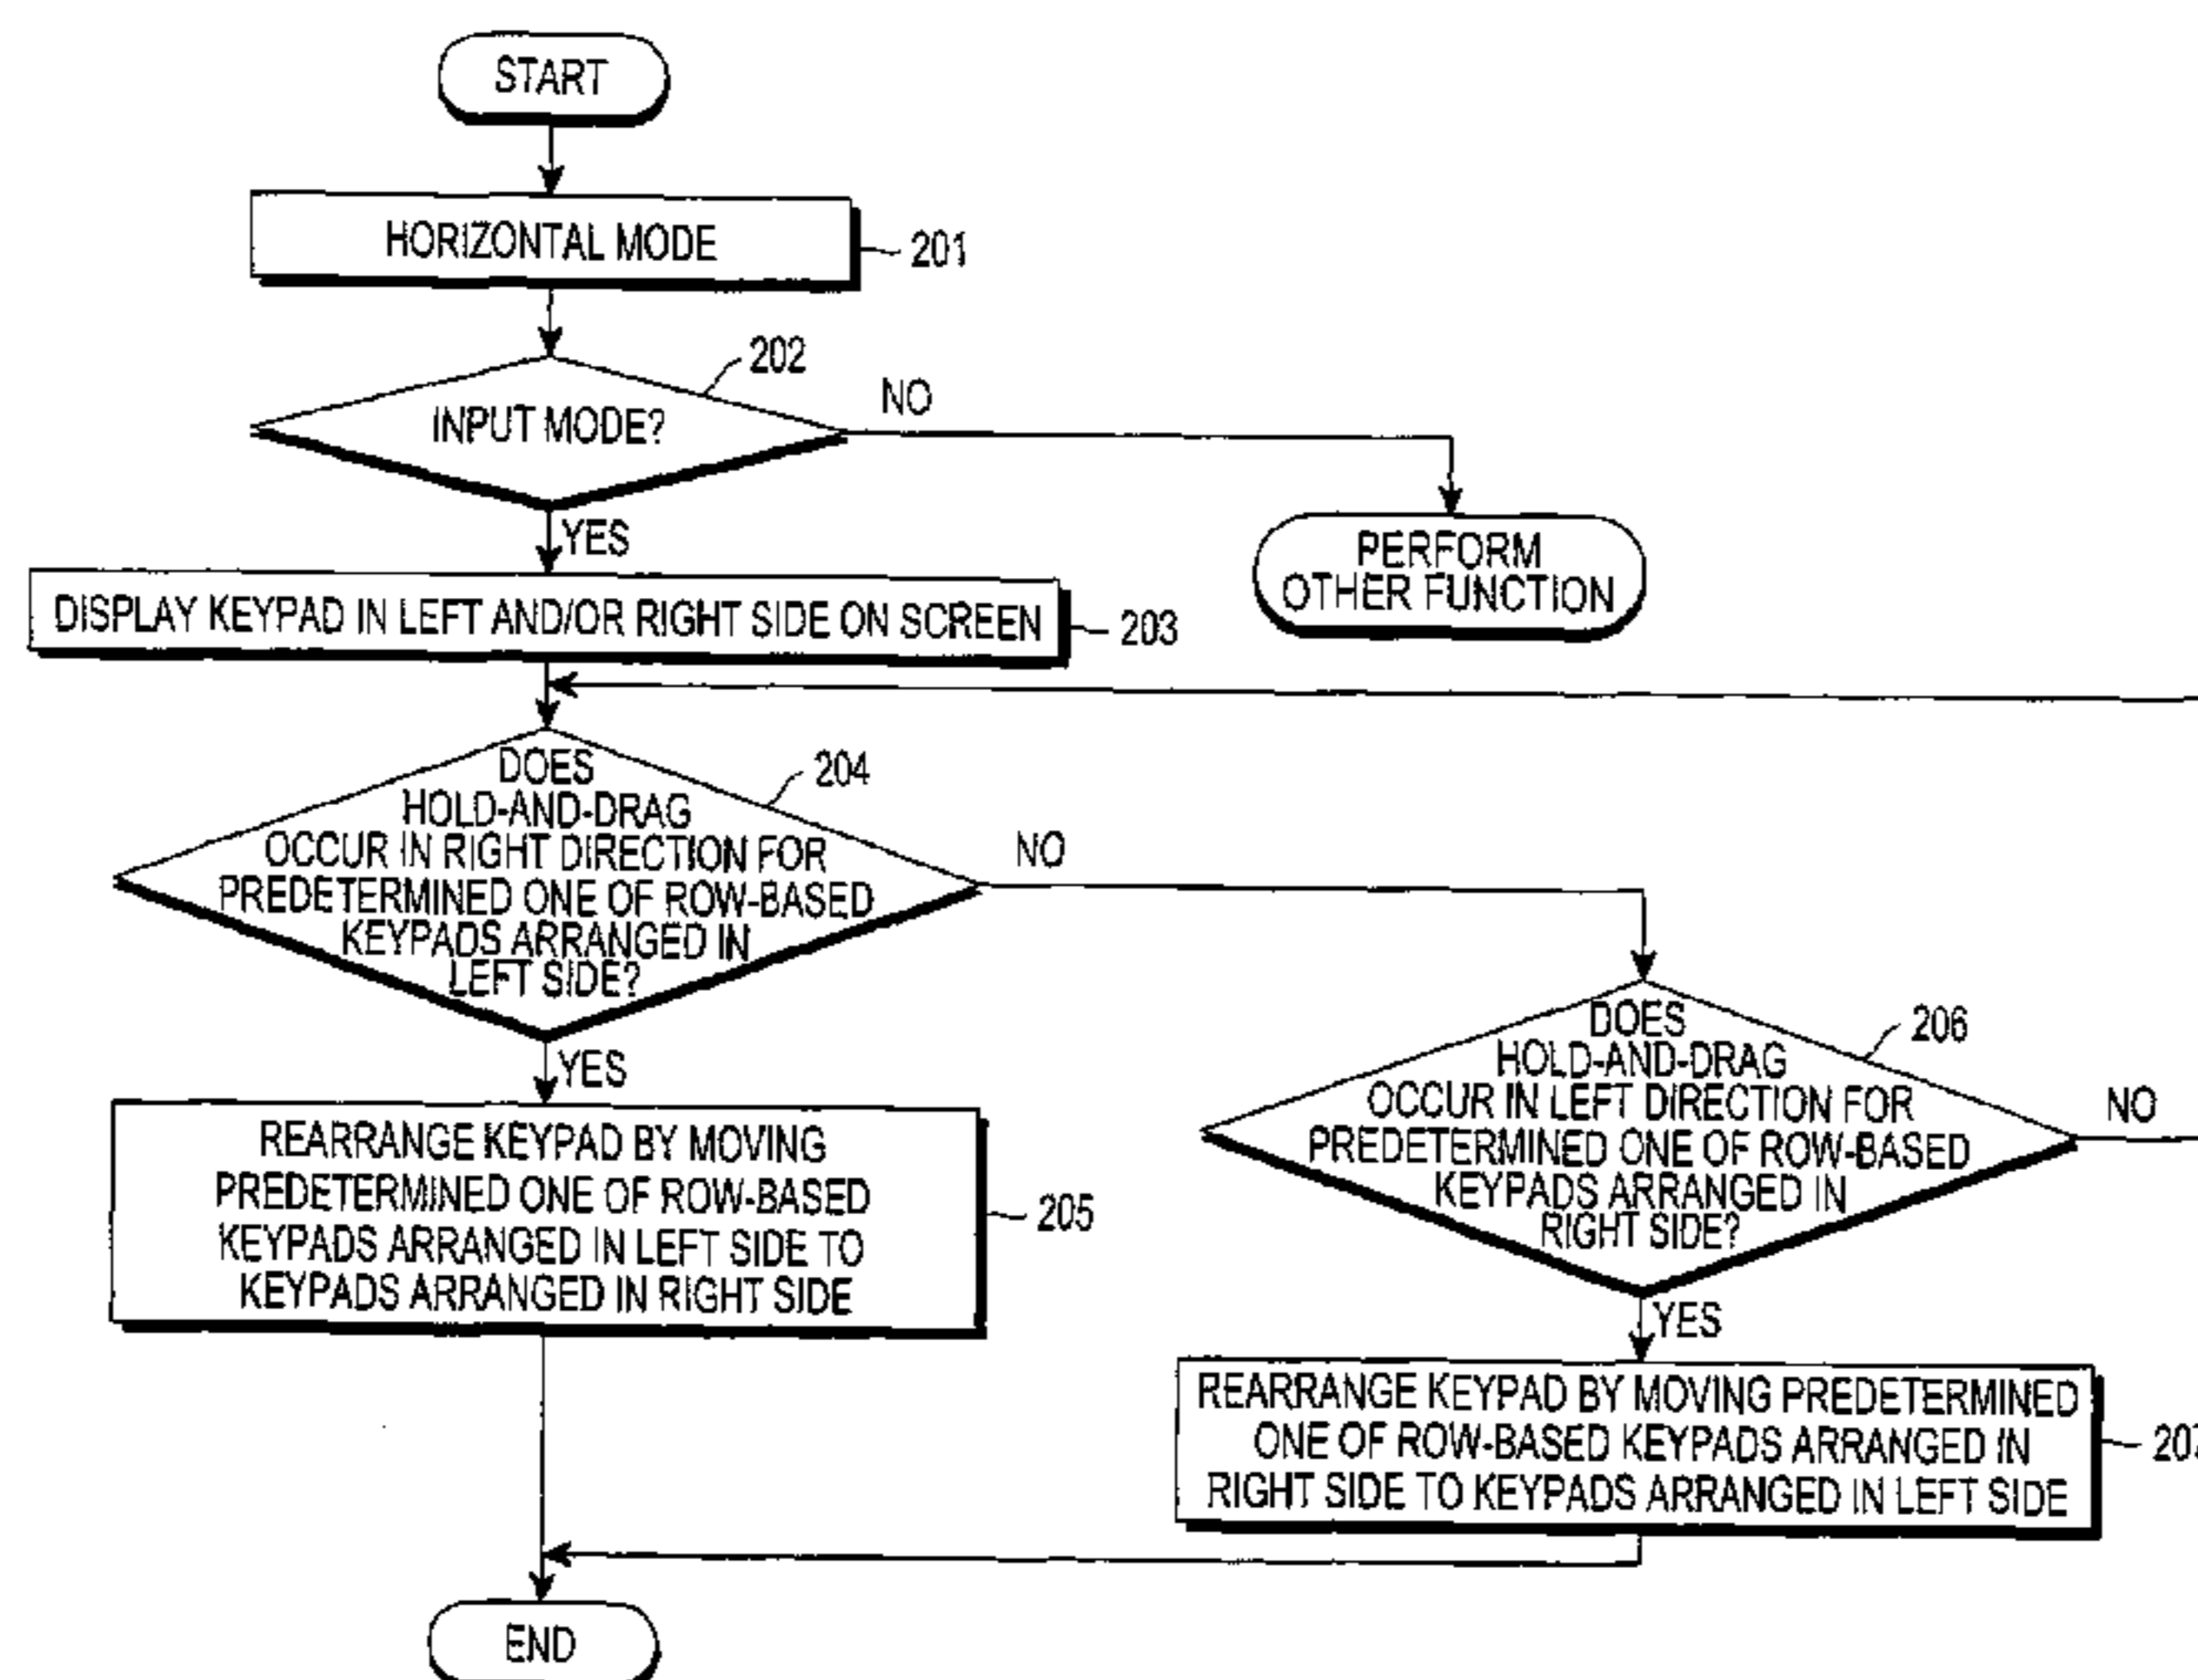 START
HORIZONTAL MODE
201
202
INPUT MODE?
NO
YES
PERFORM
OTHER FUNCTION
DISPLAY KEYPAD IN LEFT AND/OR RIGHT SIDE ON SCREEN
203
204
DOES
HOLD-AND-DRAG
OCCUR IN RIGHT DIRECTION FOR
PREDETERMINED ONE OF ROW-BASED
KEYPADS ARRANGED IN
LEFT SIDE?
NO
YES
206
DOES
HOLD-AND-DRAG
OCCUR IN LEFT DIRECTION FOR
PREDETERMINED ONE OF ROW-BASED
KEYPADS ARRANGED IN
RIGHT SIDE?
NO
YES
REARRANGE KEYPAD BY MOVING
PREDETERMINED ONE OF ROW-BASED
KEYPADS ARRANGED IN LEFT SIDE TO
KEYPADS ARRANGED IN RIGHT SIDE
205
REARRANGE KEYPAD BY MOVING PREDETERMINED
ONE OF ROW-BASED KEYPADS ARRANGED IN
RIGHT SIDE TO KEYPADS ARRANGED IN LEFT SIDE
207
END